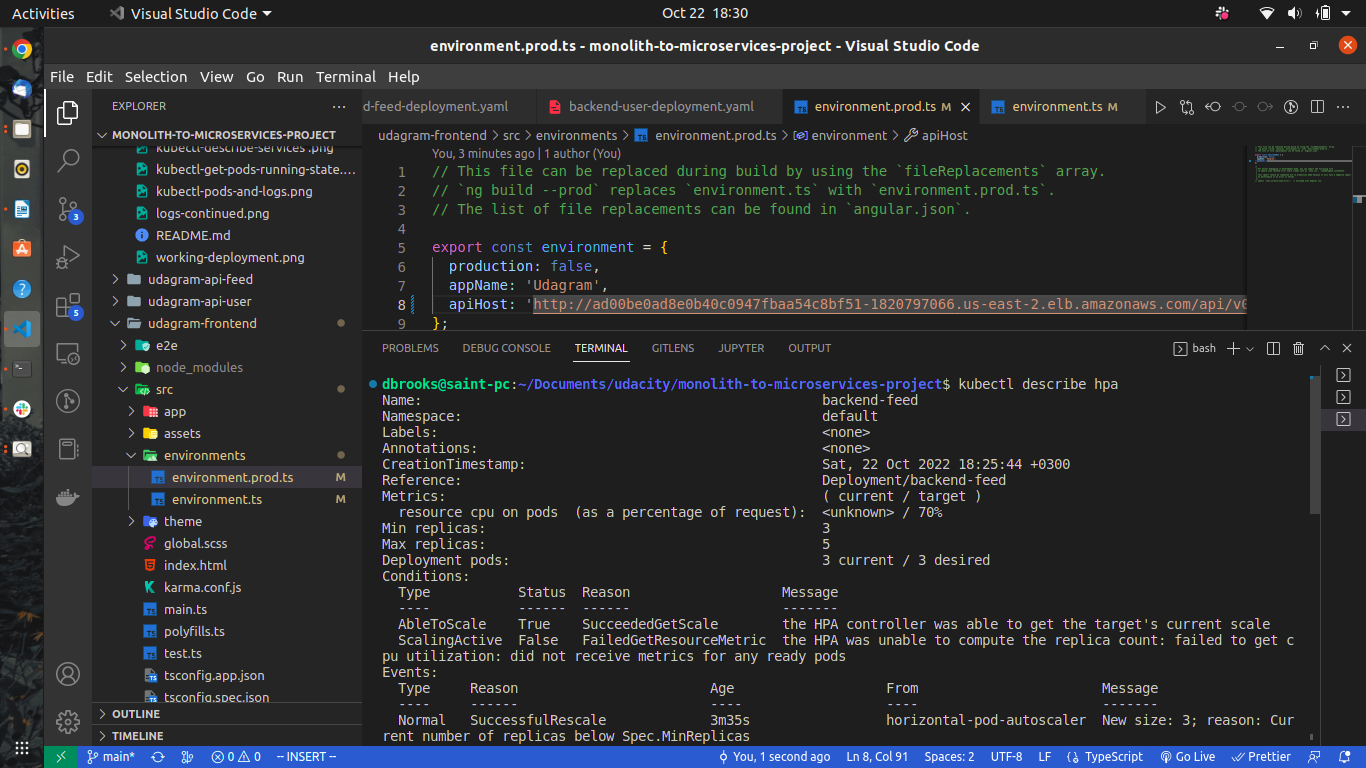 Activities
Visual Studio Code
Oct 22 18:30
environment.prod.ts - monolith-to-microservices-project - Visual Studio Code
File Edit Selection View Go Run Terminal Help
EXPLORER
MONOLITH-TO-MICROSERVICES-PROJECT
kubectl-describe-services.png
kubectl-get-pods-running-state....
kubectl-pods-and-logs.png
logs-continued.png
README.md
working-deployment.png
udagram-api-feed
udagram-api-user
udagram-frontend
e2e
node_modules
src
app
assets
environments
environment.prod.ts M
environment.ts M
theme
global.scss
index.html
karma.conf.js
main.ts
polyfills.ts
test.ts
tsconfig.app.json
tsconfig.spec.json
OUTLINE
TIMELINE
3
5
d-feed-deployment.yaml
backend-user-deployment.yaml
environment.prod.ts M
environment.ts M
udagram-frontend > src > environments > environment.prod.ts > environment > apiHost
You, 3 minutes ago | 1 author (You)
1 // This file can be replaced during build by using the `fileReplacements` array.
2 // `ng build --prod` replaces `environment.ts` with `environment.prod.ts`.
3 // The list of file replacements can be found in `angular.json`.
4
5 export const environment = {
6 production: false,
7 appName: 'Udagram',
8 apiHost: 'http://ad00be0ad8e0b40c0947fbaa54c8bf51-1820797066.us-east-2.elb.amazonaws.com/api/v0
9 };
PROBLEMS DEBUG CONSOLE TERMINAL GITLENS JUPYTER OUTPUT
bash
dbrooks@saint-pc:~/Documents/udacity/monolith-to-microservices-project$ kubectl describe hpa
Name: backend-feed
Namespace: default
Labels: <none>
Annotations: <none>
CreationTimestamp: Sat, 22 Oct 2022 18:25:44 +0300
Reference: Deployment/backend-feed
Metrics: ( current / target )
resource cpu on pods (as a percentage of request): <unknown> / 70%
Min replicas: 3
Max replicas: 5
Deployment pods: 3 current / 3 desired
Conditions:
Type Status Reason Message
---- ------ ------ -------
AbleToScale True SucceededGetScale the HPA controller was able to get the target's current scale
ScalingActive False FailedGetResourceMetric the HPA was unable to compute the replica count: failed to get c
pu utilization: did not receive metrics for any ready pods
Events:
Type Reason Age From Message
---- ------ ---- ---- -------
Normal SuccessfulRescale 3m35s horizontal-pod-autoscaler New size: 3; reason: Cur
rent number of replicas below Spec.MinReplicas
main* 0 0 -- INSERT -- You, 1 second ago Ln 8, Col 91 Spaces: 2 UTF-8 LF TypeScript Go Live Prettier